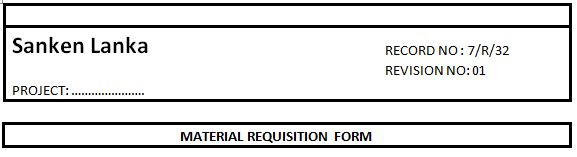 Sanken Lanka
RECORD NO : 7/R/32
REVISION NO: 01
PROJECT: ......................
MATERIAL REQUISITION FORM